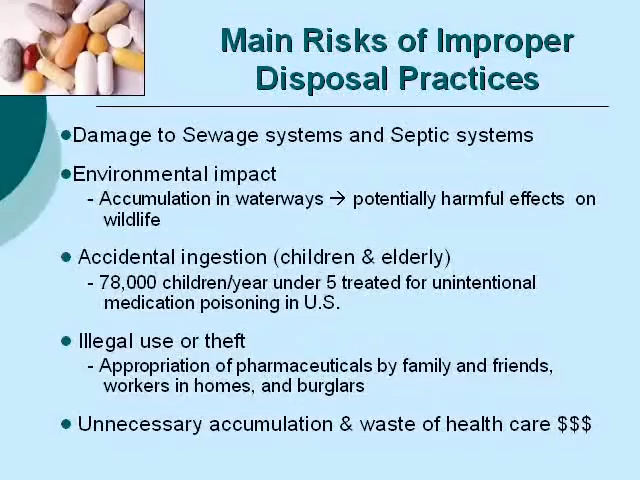 Main Risks of Improper
Disposal Practices
●Damage to Sewage systems and Septic systems
●Environmental impact
- Accumulation in waterways → potentially harmful effects on
wildlife
● Accidental ingestion (children & elderly)
- 78,000 children/year under 5 treated for unintentional
medication poisoning in U.S.
● Illegal use or theft
- Appropriation of pharmaceuticals by family and friends,
workers in homes, and burglars
● Unnecessary accumulation & waste of health care $$$